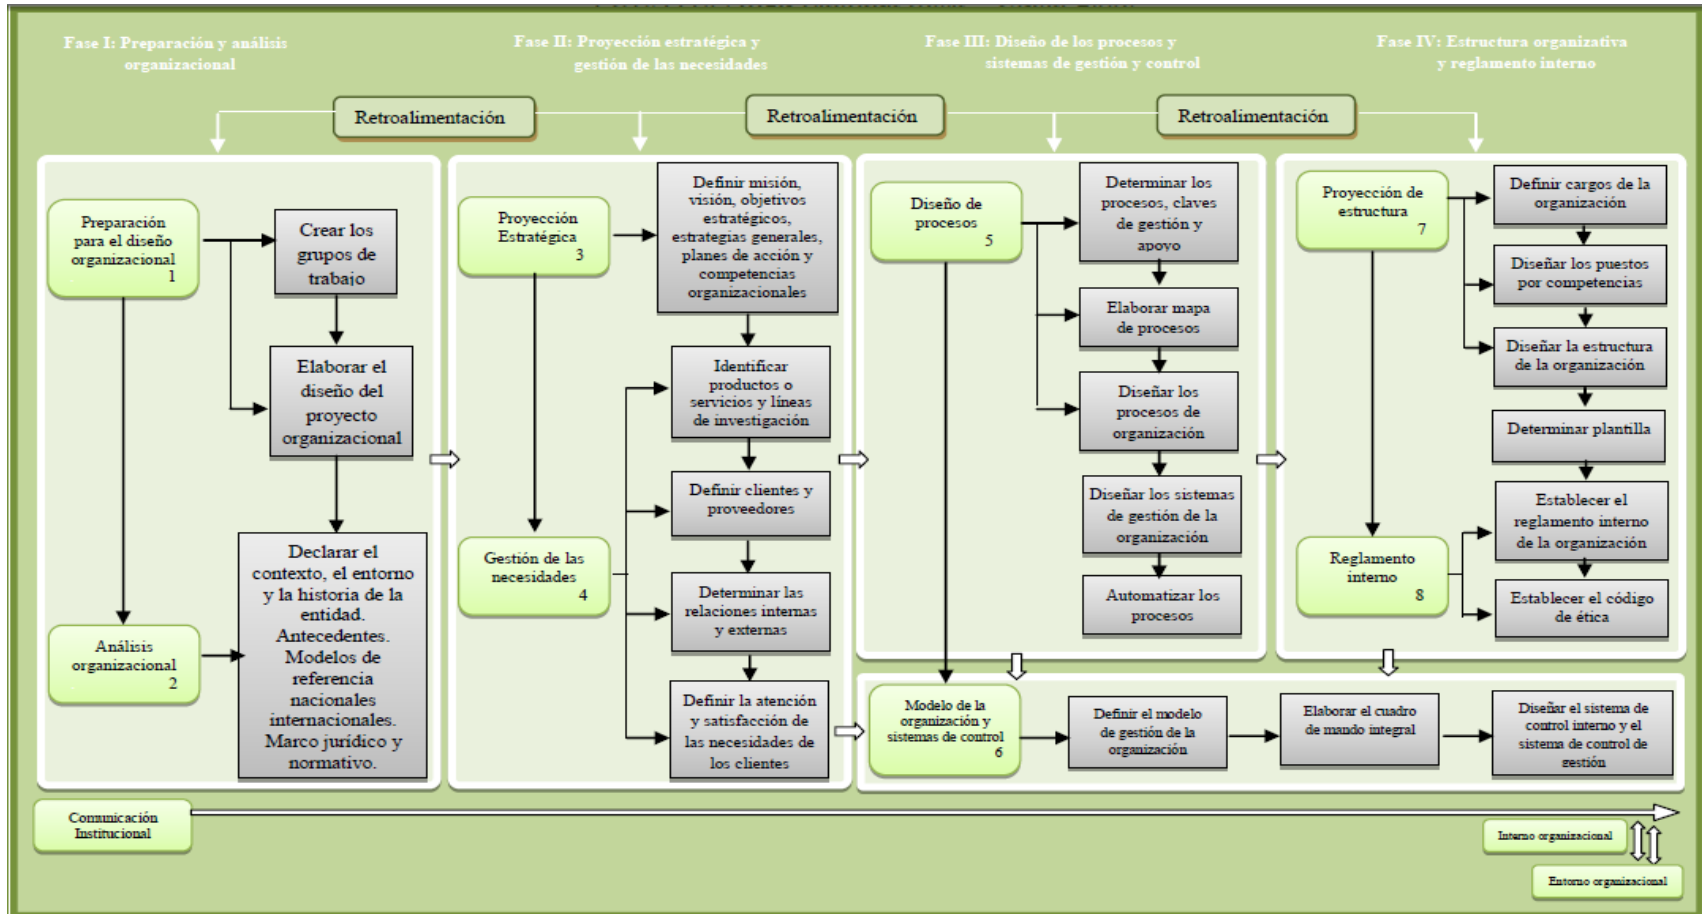 Fase I: Preparación y análisis
organizacional
Fase II: Proyección estratégica y
gestión de las necesidades
Fase III: Diseño de los procesos y
sistemas de gestión y control
Fase IV: Estructura organizativa
y reglamento interno
Retroalimentación
Retroalimentación
Retroalimentación
Preparación
para el diseño
organizacional
1
Crear los
grupos de
trabajo
Elaborar el
diseño del
proyecto
organizacional
Análisis
organizacional
2
Declarar el
contexto, el entorno
y la historia de la
entidad.
Antecedentes.
Modelos de
referencia
nacionales
internacionales.
Marco jurídico y
normativo.
Proyección
Estratégica
3
Definir misión,
visión, objetivos
estratégicos,
estrategias generales,
planes de acción y
competencias
organizacionales
Gestión de las
necesidades
4
Identificar
productos o
servicios y líneas
de investigación
Definir clientes y
proveedores
Determinar las
relaciones internas
y externas
Definir la atención
y satisfacción de
las necesidades de
los clientes
Diseño de
procesos
5
Determinar los
procesos, claves
de gestión y
apoyo
Elaborar mapa
de procesos
Diseñar los
procesos de
organización
Diseñar los sistemas
de gestión de la
organización
Automatizar los
procesos
Proyección de
estructura
7
Definir cargos de la
organización
Diseñar los puestos
por competencias
Diseñar la estructura
de la organización
Determinar plantilla
Reglamento
interno
8
Establecer el
reglamento interno
de la organización
Establecer el código
de ética
Modelo de la
organización y
sistemas de control
6
Definir el modelo
de gestión de la
organización
Elaborar el cuadro
de mando integral
Diseñar el sistema de
control interno y el
sistema de control de
gestión
Comunicación
Institucional
Interno organizacional
Entorno organizacional